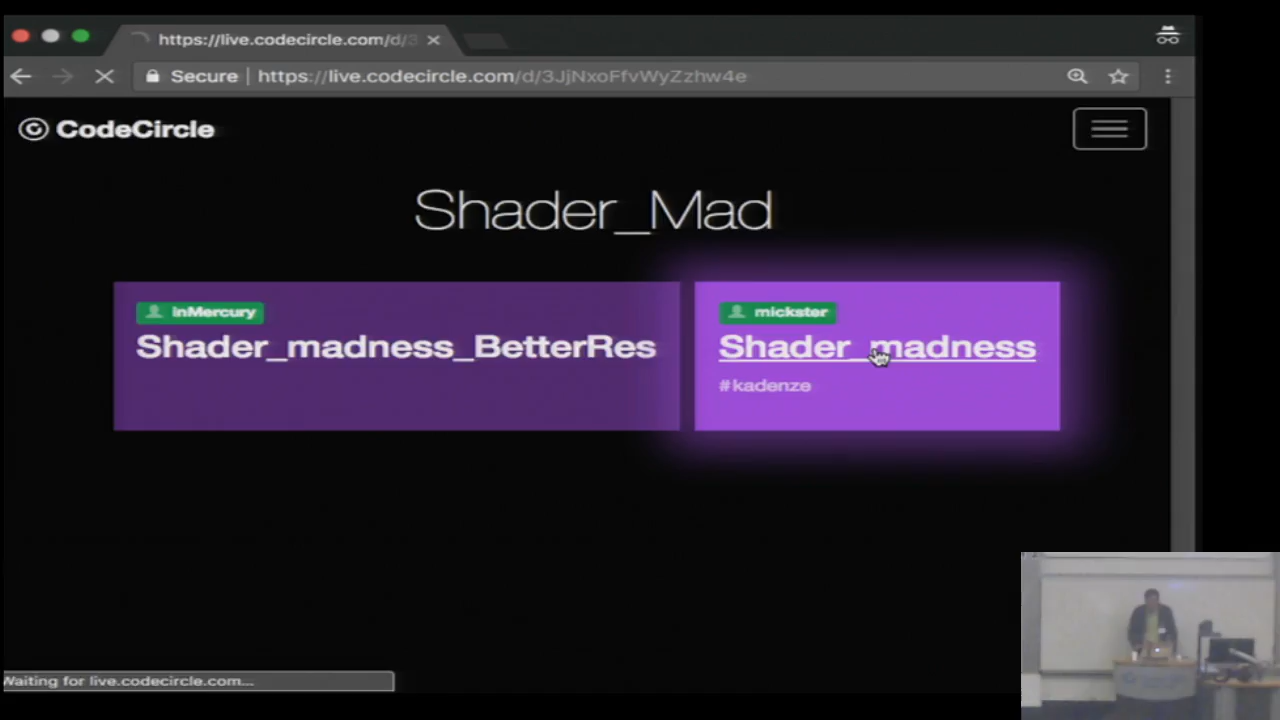 https://live.codecircle.com/d/3
Secure | https://live.codecircle.com/d/3JjNxoFfvWyZzhw4e
CodeCircle
Shader_Mad
inMercury
Shader_madness_BetterRes
mickster
Shader_madness
#kadenze
Waiting for live.codecircle.com...